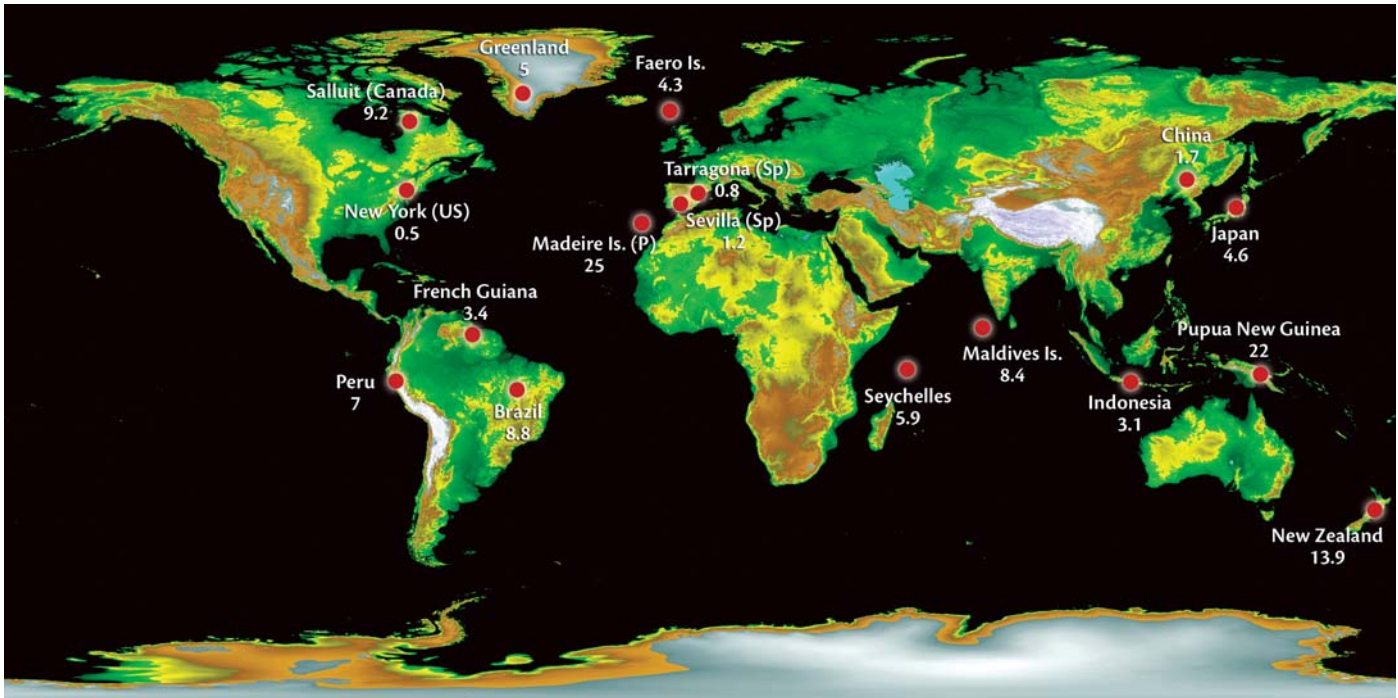 Greenland
5
Faero Is.
4.3
Salluit (Canada)
9.2
China
1.7
Tarragona (Sp)
0.8
New York (US)
0.5
Sevilla (Sp)
1.2
Madeire Is. (P)
25
Japan
4.6
French Guiana
3.4
Pupua New Guinea
22
Maldives Is.
8.4
Peru
7
Seychelles
5.9
Indonesia
3.1
Brazil
8.8
New Zealand
13.9